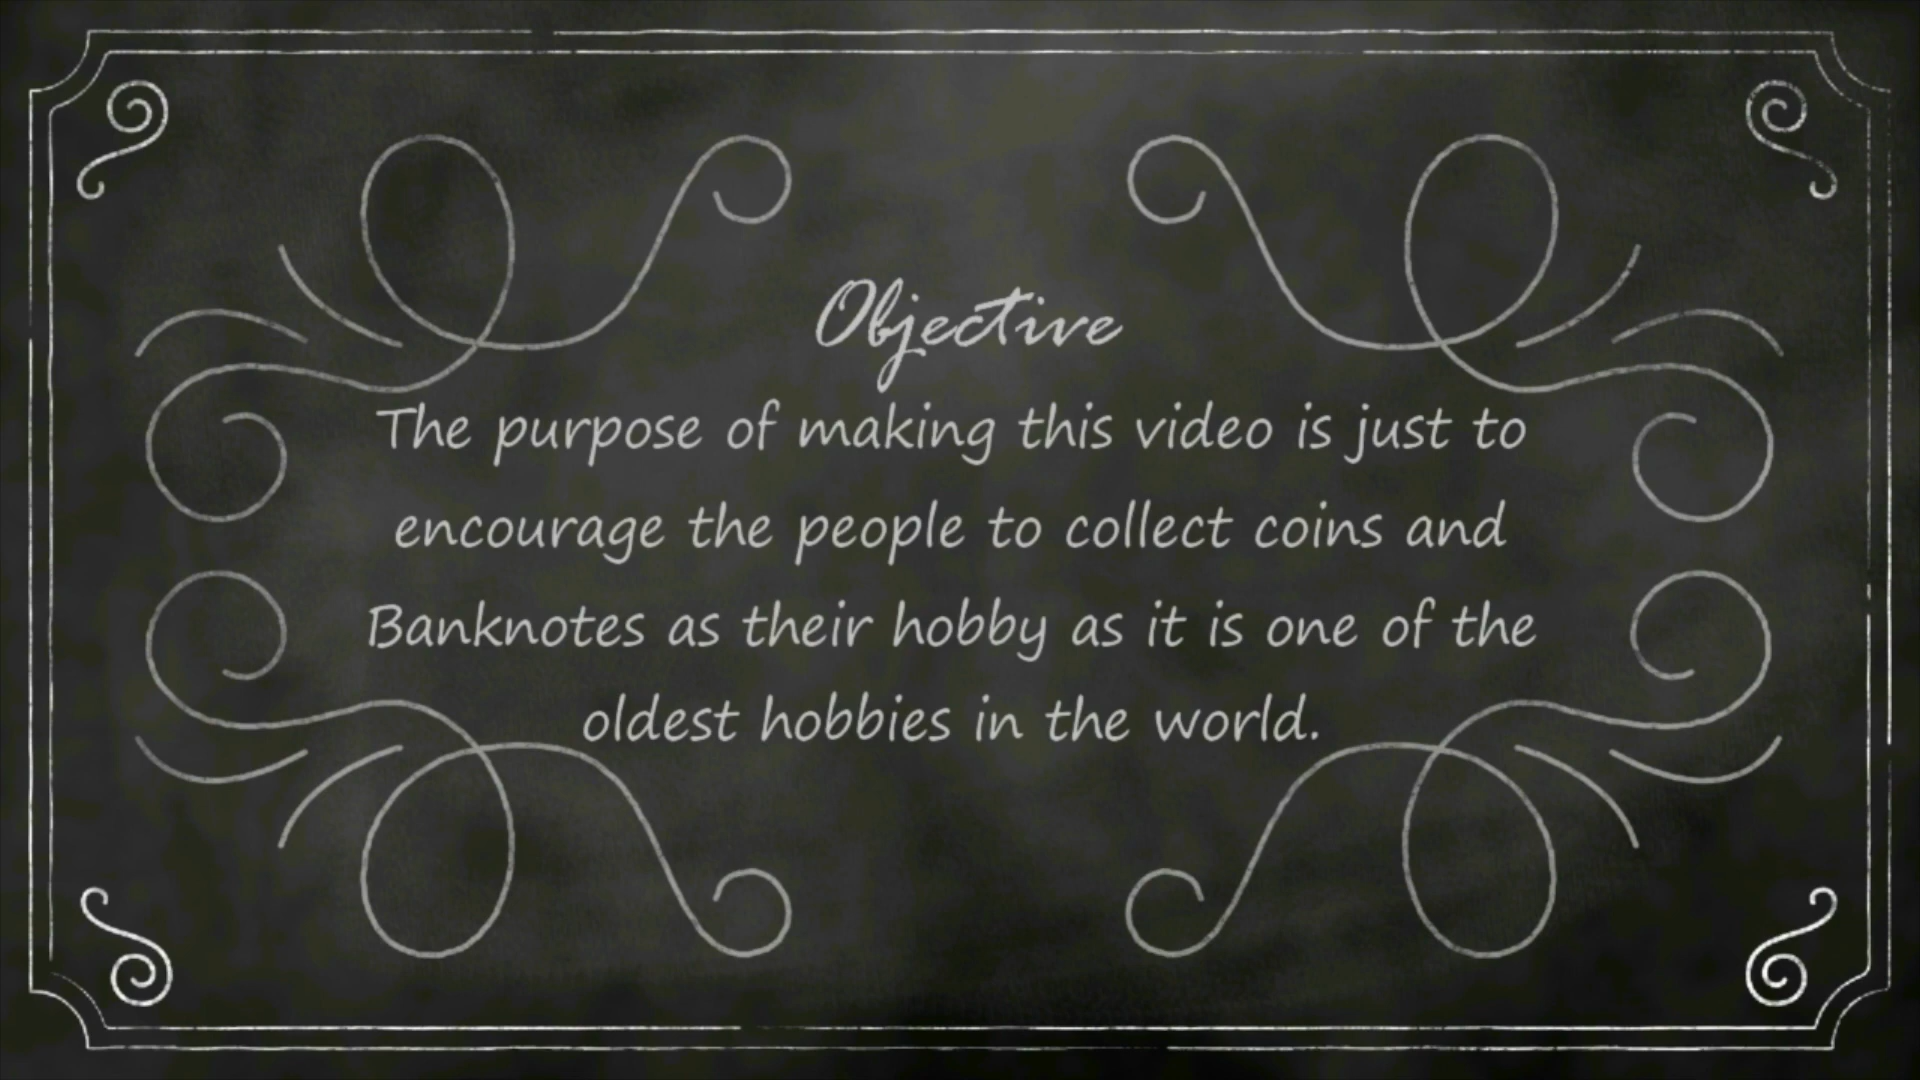 Objective
The purpose of making this video is just to
encourage the people to collect coins and
Banknotes as their hobby as it is one of the
oldest hobbies in the world.